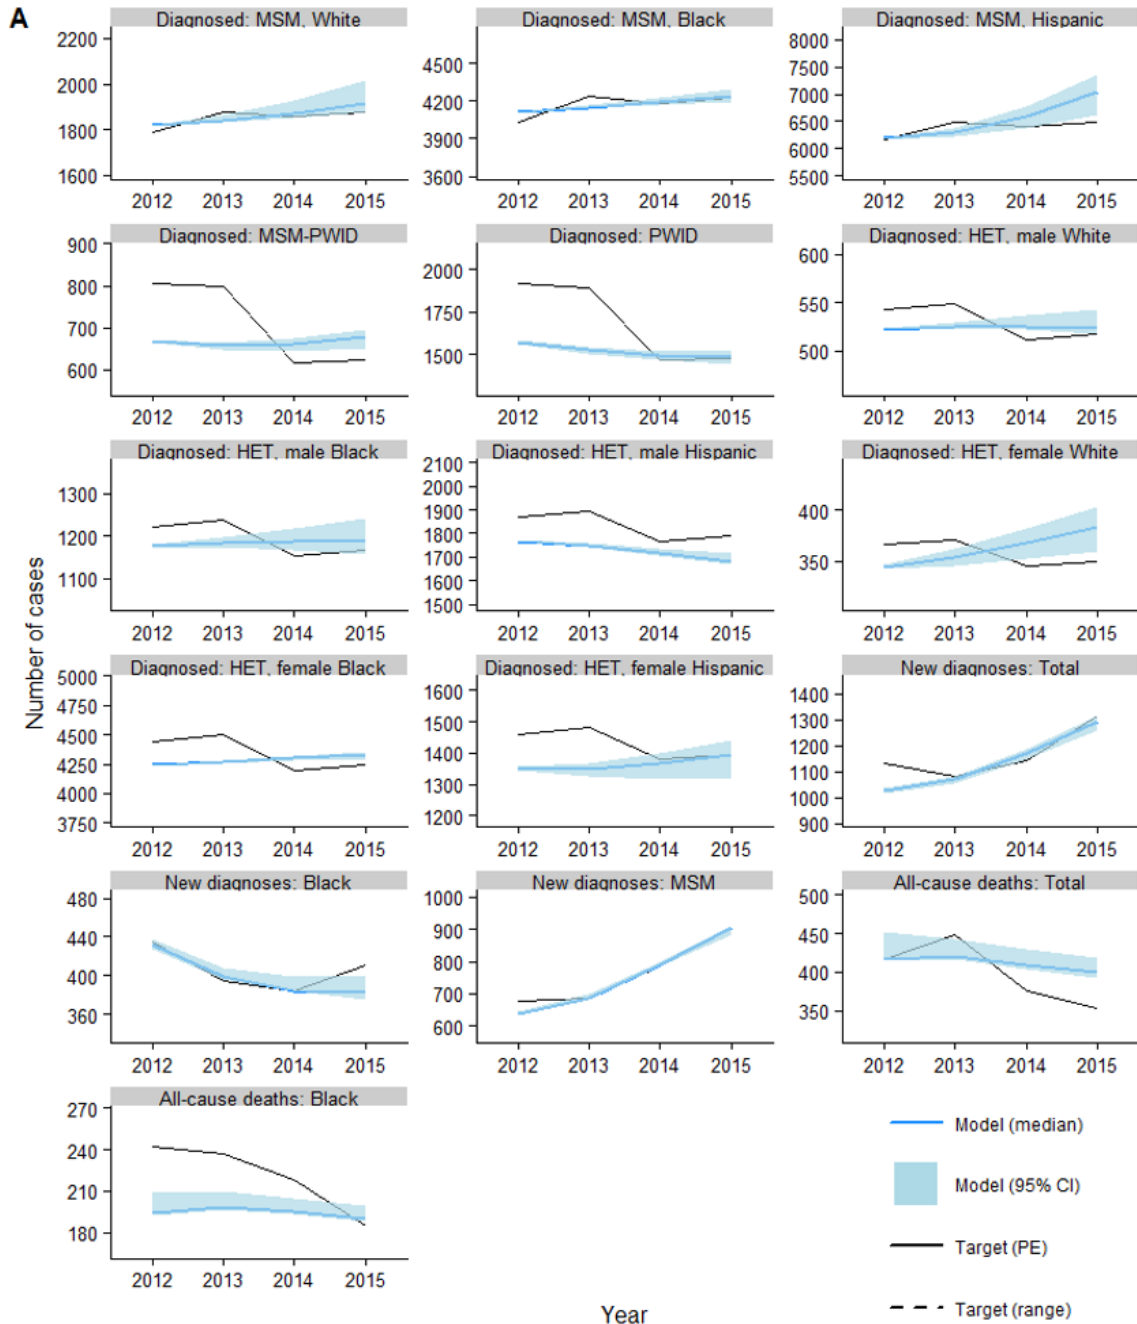 A
Diagnosed: MSM, White
2200
2000
1800
1600
2012 2013 2014 2015
Diagnosed: MSM, Black
4500
4200
3900
3600
2012 2013 2014 2015
Diagnosed: MSM, Hispanic
8000
7500
7000
6500
6000
5500
2012 2013 2014 2015
Diagnosed: MSM-PWID
900
800
700
600
2012 2013 2014 2015
Diagnosed: PWID
2000
1750
1500
2012 2013 2014 2015
Diagnosed: HET, male White
600
550
500
2012 2013 2014 2015
Diagnosed: HET, male Black
1300
1200
1100
2012 2013 2014 2015
Diagnosed: HET, male Hispanic
2100
2000
1900
1800
1700
1600
1500
2012 2013 2014 2015
Diagnosed: HET, female White
400
350
2012 2013 2014 2015
Number of cases
Diagnosed: HET, female Black
5000
4750
4500
4250
4000
3750
2012 2013 2014 2015
Diagnosed: HET, female Hispanic
1600
1500
1400
1300
1200
2012 2013 2014 2015
New diagnoses: Total
1400
1300
1200
1100
1000
900
2012 2013 2014 2015
New diagnoses: Black
480
440
400
360
2012 2013 2014 2015
New diagnoses: MSM
1000
900
800
700
600
2012 2013 2014 2015
All-cause deaths: Total
500
450
400
350
2012 2013 2014 2015
All-cause deaths: Black
270
240
210
180
2012 2013 2014 2015
Model (median)
Model (95% CI)
Target (PE)
Target (range)
Year